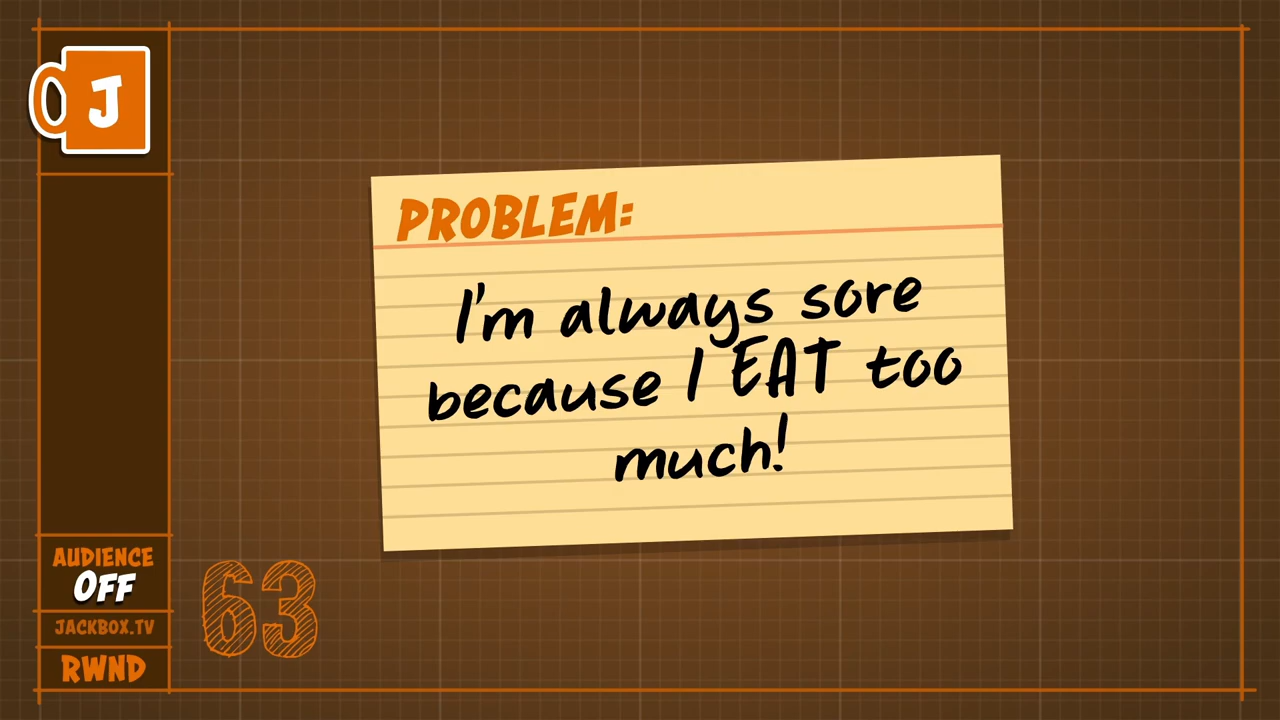 J
PROBLEM:
I'm always sore
because I EAT too
much!
AUDIENCE
OFF
JACKBOX.TV
RWND
63